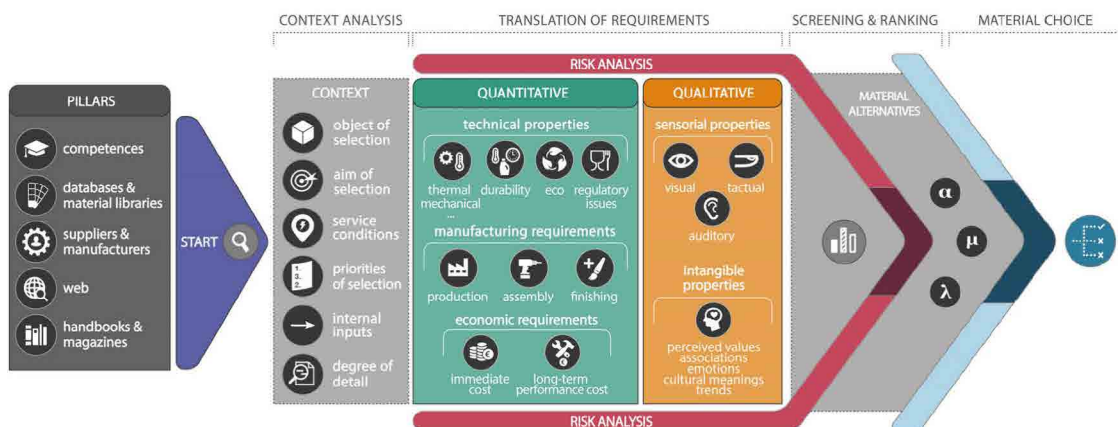 CONTEXT ANALYSIS
TRANSLATION OF REQUIREMENTS
SCREENING & RANKING
MATERIAL CHOICE
PILLARS
competences
databases &
material libraries
suppliers &
manufacturers
web
handbooks &
magazines
START
CONTEXT
object of
selection
aim of
selection
service
conditions
1.
2.
3.
priorities
of selection
internal
inputs
degree of
detail
RISK ANALYSIS
QUANTITATIVE
technical properties
thermal
mechanical
...
durability
eco
regulatory
issues
manufacturing requirements
production
assembly
finishing
economic requirements
immediate
cost
long-term
performance cost
QUALITATIVE
sensorial properties
visual
tactual
auditory
Intangible
properties
perceived values
associations
emotions
cultural meanings
trends
RISK ANALYSIS
MATERIAL
ALTERNATIVES
α
μ
λ